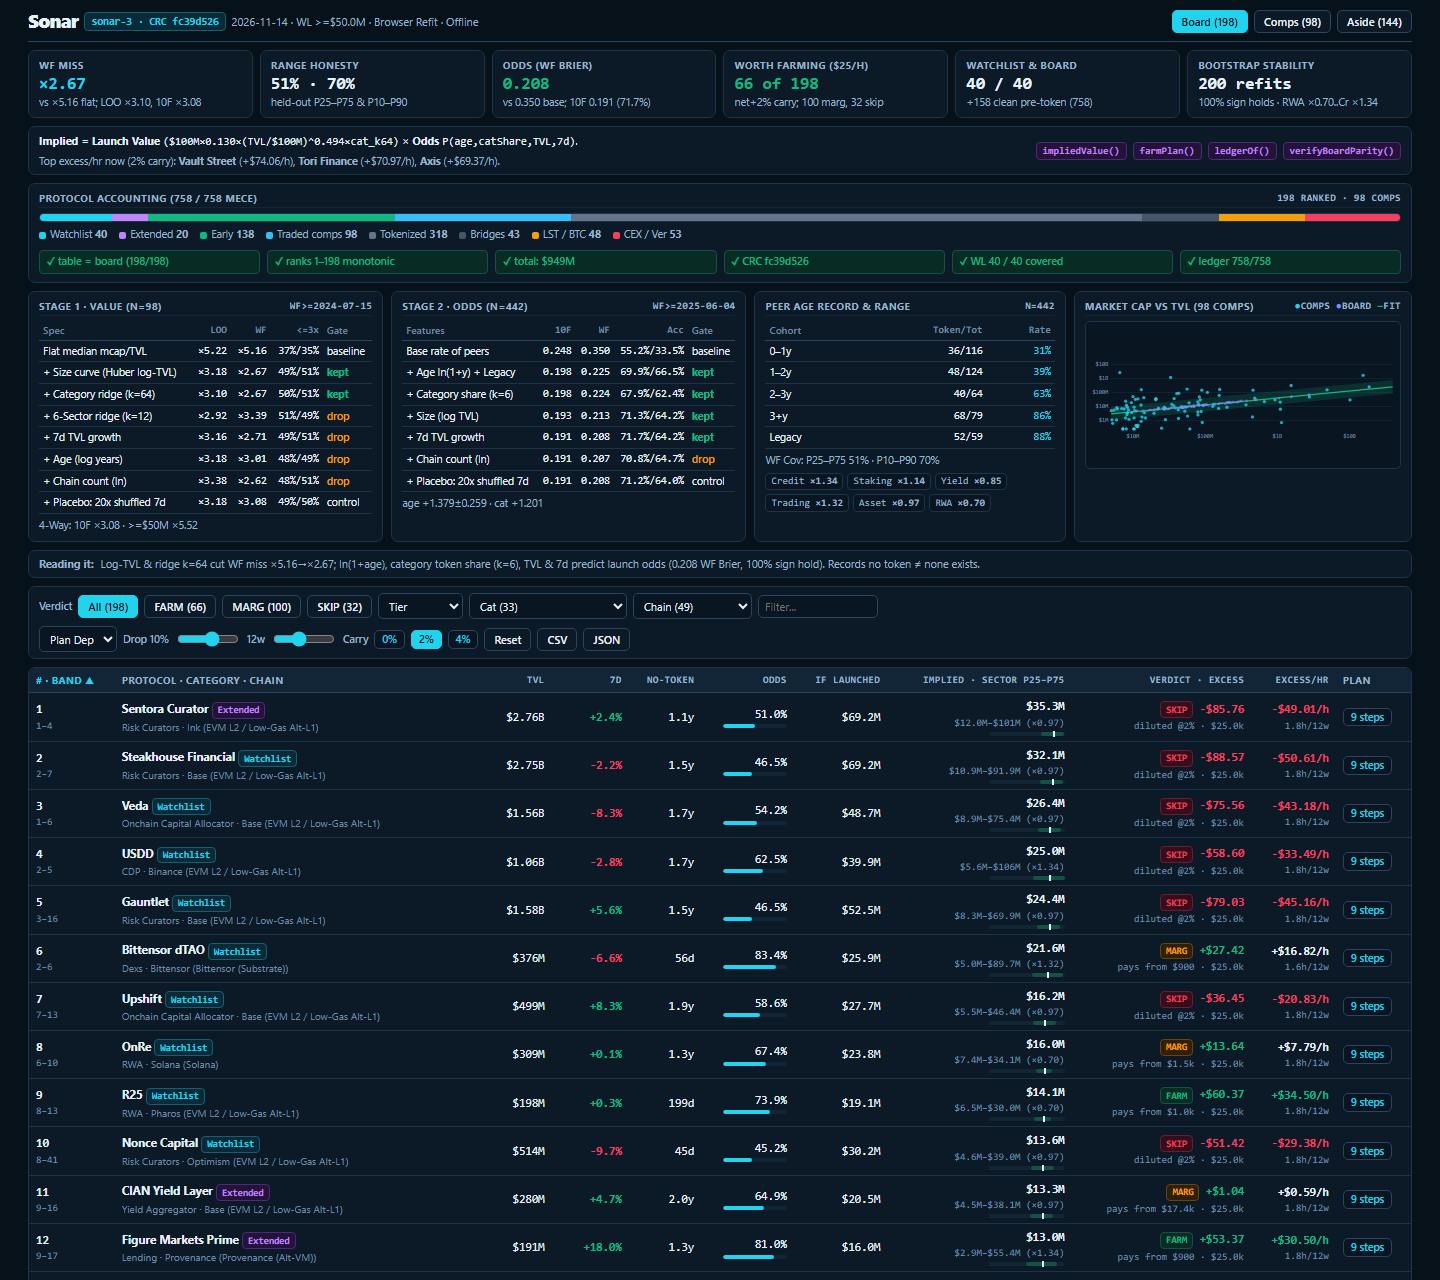 Sonar sonar-3 · CRC fc39d526 2026-11-14 · WL >=$50.0M · Browser Refit · Offline Board (198) Comps (98) Aside (144)
WF MISS
×2.67
vs ×5.16 flat; LOO ×3.10, 10F ×3.08
RANGE HONESTY
51% · 70%
held-out P25–P75 & P10–P90
ODDS (WF BRIER)
0.208
vs 0.350 base; 10F 0.191 (71.7%)
WORTH FARMING ($25/H)
66 of 198
net+2% carry; 100 marg, 32 skip
WATCHLIST & BOARD
40 / 40
+158 clean pre-token (758)
BOOTSTRAP STABILITY
200 refits
100% sign holds · RWA ×0.70..Cr ×1.34
Implied = Launch Value ($100M×0.130×(TVL/$100M)^0.494×cat_k64) × Odds P(age,catShare,TVL,7d).
Top excess/hr now (2% carry): Vault Street (+$74.06/h), Tori Finance (+$70.97/h), Axis (+$69.37/h).
impliedValue() farmPlan() ledgerOf() verifyBoardParity()
PROTOCOL ACCOUNTING (758 / 758 MECE) 198 RANKED · 98 COMPS
Watchlist 40 Extended 20 Early 138 Traded comps 98 Tokenized 318 Bridges 43 LST / BTC 48 CEX / Ver 53
✓ table = board (198/198) ✓ ranks 1–198 monotonic ✓ total: $949M ✓ CRC fc39d526 ✓ WL 40 / 40 covered ✓ ledger 758/758
STAGE 1 · VALUE (N=98) WF>=2024-07-15
Spec LOO WF <=3x Gate
Flat median mcap/TVL ×5.22 ×5.16 37%/35% baseline
+ Size curve (Huber log-TVL) ×3.18 ×2.67 49%/51% kept
+ Category ridge (k=64) ×3.10 ×2.67 50%/51% kept
+ 6-Sector ridge (k=12) ×2.92 ×3.39 51%/49% drop
+ 7d TVL growth ×3.16 ×2.71 49%/51% drop
+ Age (log years) ×3.18 ×3.01 48%/49% drop
+ Chain count (ln) ×3.38 ×2.62 48%/51% drop
+ Placebo: 20x shuffled 7d ×3.18 ×3.08 49%/50% control
4-Way: 10F ×3.08 · >=$50M ×5.52
STAGE 2 · ODDS (N=442) WF>=2025-06-04
Features 10F WF Acc Gate
Base rate of peers 0.248 0.350 55.2%/33.5% baseline
+ Age ln(1+y) + Legacy 0.198 0.225 69.9%/66.5% kept
+ Category share (k=6) 0.198 0.224 67.9%/62.4% kept
+ Size (log TVL) 0.193 0.213 71.3%/64.2% kept
+ 7d TVL growth 0.191 0.208 71.7%/64.2% kept
+ Chain count (ln) 0.191 0.207 70.8%/64.7% drop
+ Placebo: 20x shuffled 7d 0.191 0.208 71.2%/64.0% control
age +1.379±0.259 · cat +1.201
PEER AGE RECORD & RANGE N=442
Cohort Token/Tot Rate
0–1y 36/116 31%
1–2y 48/124 39%
2–3y 40/64 63%
3+y 68/79 86%
Legacy 52/59 88%
WF Cov: P25–P75 51% · P10–P90 70%
Credit ×1.34 Staking ×1.14 Yield ×0.85
Trading ×1.32 Asset ×0.97 RWA ×0.70
MARKET CAP VS TVL (98 COMPS) COMPS BOARD –FIT
$10B
$1B
$100M
$10M
$1M
$10M $100M $1B $10B
Reading it: Log-TVL & ridge k=64 cut WF miss ×5.16→×2.67; ln(1+age), category token share (k=6), TVL & 7d predict launch odds (0.208 WF Brier, 100% sign hold). Records no token ≠ none exists.
Verdict All (198) FARM (66) MARG (100) SKIP (32) Tier Cat (33) Chain (49) Filter...
Plan Dep Drop 10% 12w Carry 0% 2% 4% Reset CSV JSON
# · BAND ▲ PROTOCOL · CATEGORY · CHAIN TVL 7D NO-TOKEN ODDS IF LAUNCHED IMPLIED · SECTOR P25–P75 VERDICT · EXCESS EXCESS/HR PLAN
1 Sentora Curator Extended $2.76B +2.4% 1.1y 51.0% $69.2M $35.3M SKIP -$85.76 -$49.01/h 9 steps
1–4 Risk Curators · Ink (EVM L2 / Low-Gas Alt-L1) $12.0M–$101M (×0.97) diluted @2% · $25.0k 1.8h/12w
2 Steakhouse Financial Watchlist $2.75B -2.2% 1.5y 46.5% $69.2M $32.1M SKIP -$88.57 -$50.61/h 9 steps
2–7 Risk Curators · Base (EVM L2 / Low-Gas Alt-L1) $10.9M–$91.9M (×0.97) diluted @2% · $25.0k 1.8h/12w
3 Veda Watchlist $1.56B -8.3% 1.7y 54.2% $48.7M $26.4M SKIP -$75.56 -$43.18/h 9 steps
1–6 Onchain Capital Allocator · Base (EVM L2 / Low-Gas Alt-L1) $8.9M–$75.4M (×0.97) diluted @2% · $25.0k 1.8h/12w
4 USDD Watchlist $1.06B -2.8% 1.7y 62.5% $39.9M $25.0M SKIP -$58.60 -$33.49/h 9 steps
2–5 CDP · Binance (EVM L2 / Low-Gas Alt-L1) $5.6M–$106M (×1.34) diluted @2% · $25.0k 1.8h/12w
5 Gauntlet Watchlist $1.58B +5.6% 1.5y 46.5% $52.5M $24.4M SKIP -$79.03 -$45.16/h 9 steps
3–16 Risk Curators · Base (EVM L2 / Low-Gas Alt-L1) $8.3M–$69.9M (×0.97) diluted @2% · $25.0k 1.8h/12w
6 Bittensor dTAO Watchlist $376M -6.6% 56d 83.4% $25.9M $21.6M MARG +$27.42 +$16.82/h 9 steps
2–6 Dexs · Bittensor (Bittensor (Substrate)) $5.0M–$89.7M (×1.32) pays from $900 · $25.0k 1.6h/12w
7 Upshift Watchlist $499M +8.3% 1.9y 58.6% $27.7M $16.2M SKIP -$36.45 -$20.83/h 9 steps
7–13 Onchain Capital Allocator · Base (EVM L2 / Low-Gas Alt-L1) $5.5M–$46.4M (×0.97) diluted @2% · $25.0k 1.8h/12w
8 OnRe Watchlist $309M +0.1% 1.3y 67.4% $23.8M $16.0M MARG +$13.64 +$7.79/h 9 steps
6–10 RWA · Solana (Solana) $7.4M–$34.1M (×0.70) pays from $1.5k · $25.0k 1.8h/12w
9 R25 Watchlist $198M +0.3% 199d 73.9% $19.1M $14.1M FARM +$60.37 +$34.50/h 9 steps
8–13 RWA · Pharos (EVM L2 / Low-Gas Alt-L1) $6.5M–$30.0M (×0.70) pays from $1.0k · $25.0k 1.8h/12w
10 Nonce Capital Watchlist $514M -9.7% 45d 45.2% $30.2M $13.6M SKIP -$51.42 -$29.38/h 9 steps
8–41 Risk Curators · Optimism (EVM L2 / Low-Gas Alt-L1) $4.6M–$39.0M (×0.97) diluted @2% · $25.0k 1.8h/12w
11 CIAN Yield Layer Extended $280M +4.7% 2.0y 64.9% $20.5M $13.3M MARG +$1.04 +$0.59/h 9 steps
9–16 Yield Aggregator · Base (EVM L2 / Low-Gas Alt-L1) $4.5M–$38.1M (×0.97) pays from $17.4k · $25.0k 1.8h/12w
12 Figure Markets Prime Extended $191M +18.0% 1.3y 81.0% $16.0M $13.0M FARM +$53.37 +$30.50/h 9 steps
9–17 Lending · Provenance (Provenance (Alt-VM)) $2.9M–$55.4M (×1.34) pays from $900 · $25.0k 1.8h/12w